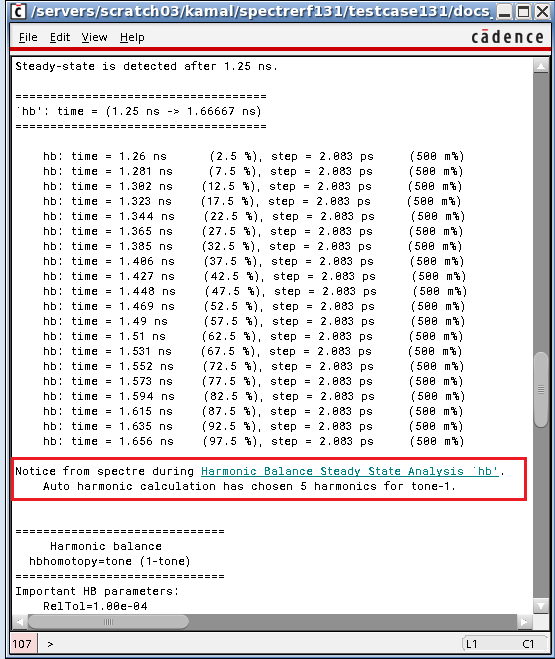 /servers/scratch03/kamal/spectrerf131/testcase131/docs_
File Edit View Help
cādence
Steady-state is detected after 1.25 ns.
====================================
`hb': time = (1.25 ns -> 1.66667 ns)
====================================
hb: time = 1.26 ns (2.5 %), step = 2.083 ps (500 m%)
hb: time = 1.281 ns (7.5 %), step = 2.083 ps (500 m%)
hb: time = 1.302 ns (12.5 %), step = 2.083 ps (500 m%)
hb: time = 1.323 ns (17.5 %), step = 2.083 ps (500 m%)
hb: time = 1.344 ns (22.5 %), step = 2.083 ps (500 m%)
hb: time = 1.365 ns (27.5 %), step = 2.083 ps (500 m%)
hb: time = 1.385 ns (32.5 %), step = 2.083 ps (500 m%)
hb: time = 1.406 ns (37.5 %), step = 2.083 ps (500 m%)
hb: time = 1.427 ns (42.5 %), step = 2.083 ps (500 m%)
hb: time = 1.448 ns (47.5 %), step = 2.083 ps (500 m%)
hb: time = 1.469 ns (52.5 %), step = 2.083 ps (500 m%)
hb: time = 1.49 ns (57.5 %), step = 2.083 ps (500 m%)
hb: time = 1.51 ns (62.5 %), step = 2.083 ps (500 m%)
hb: time = 1.531 ns (67.5 %), step = 2.083 ps (500 m%)
hb: time = 1.552 ns (72.5 %), step = 2.083 ps (500 m%)
hb: time = 1.573 ns (77.5 %), step = 2.083 ps (500 m%)
hb: time = 1.594 ns (82.5 %), step = 2.083 ps (500 m%)
hb: time = 1.615 ns (87.5 %), step = 2.083 ps (500 m%)
hb: time = 1.635 ns (92.5 %), step = 2.083 ps (500 m%)
hb: time = 1.656 ns (97.5 %), step = 2.083 ps (500 m%)
Notice from spectre during Harmonic Balance Steady State Analysis `hb'.
Auto harmonic calculation has chosen 5 harmonics for tone-1.
==============================
Harmonic balance
hbhomotopy=tone (1-tone)
==============================
Important HB parameters:
RelTol=1.00e-04
107 > L1 C1